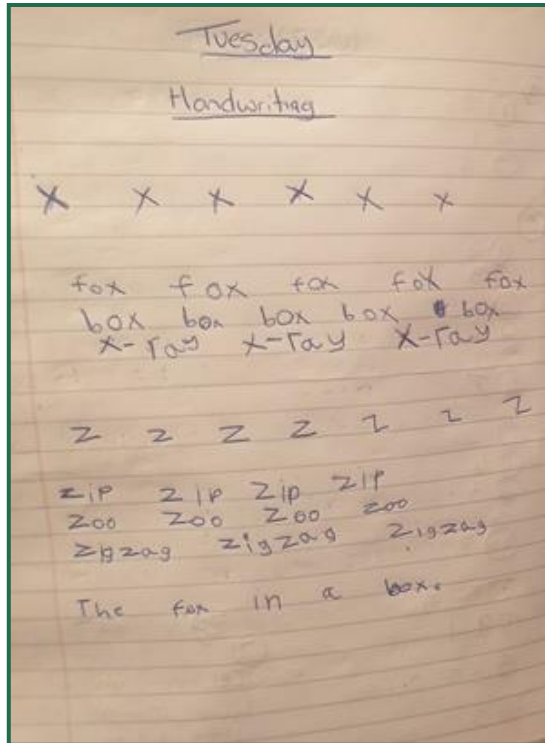 Tuesday
Handwriting
x x x x x x
fox fox fox fox fox
box box box box box
x-ray x-ray x-ray
z z z z z z z
zip zip zip zip
zoo zoo zoo zoo
zigzag zigzag zigzag
The fox in a box.